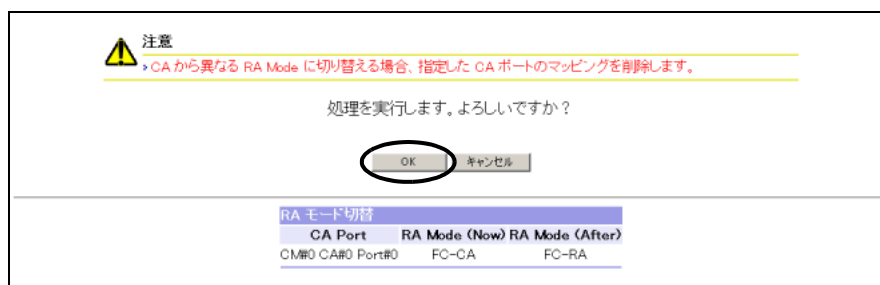 注意
CA から異なる RA Mode に切り替える場合、指定した CA ポートのマッピングを削除します。
処理を実行します。よろしいですか？
OK キャンセル
RA モード切替
CA Port RA Mode (Now) RA Mode (After)
CM#0 CA#0 Port#0 FC-CA FC-RA